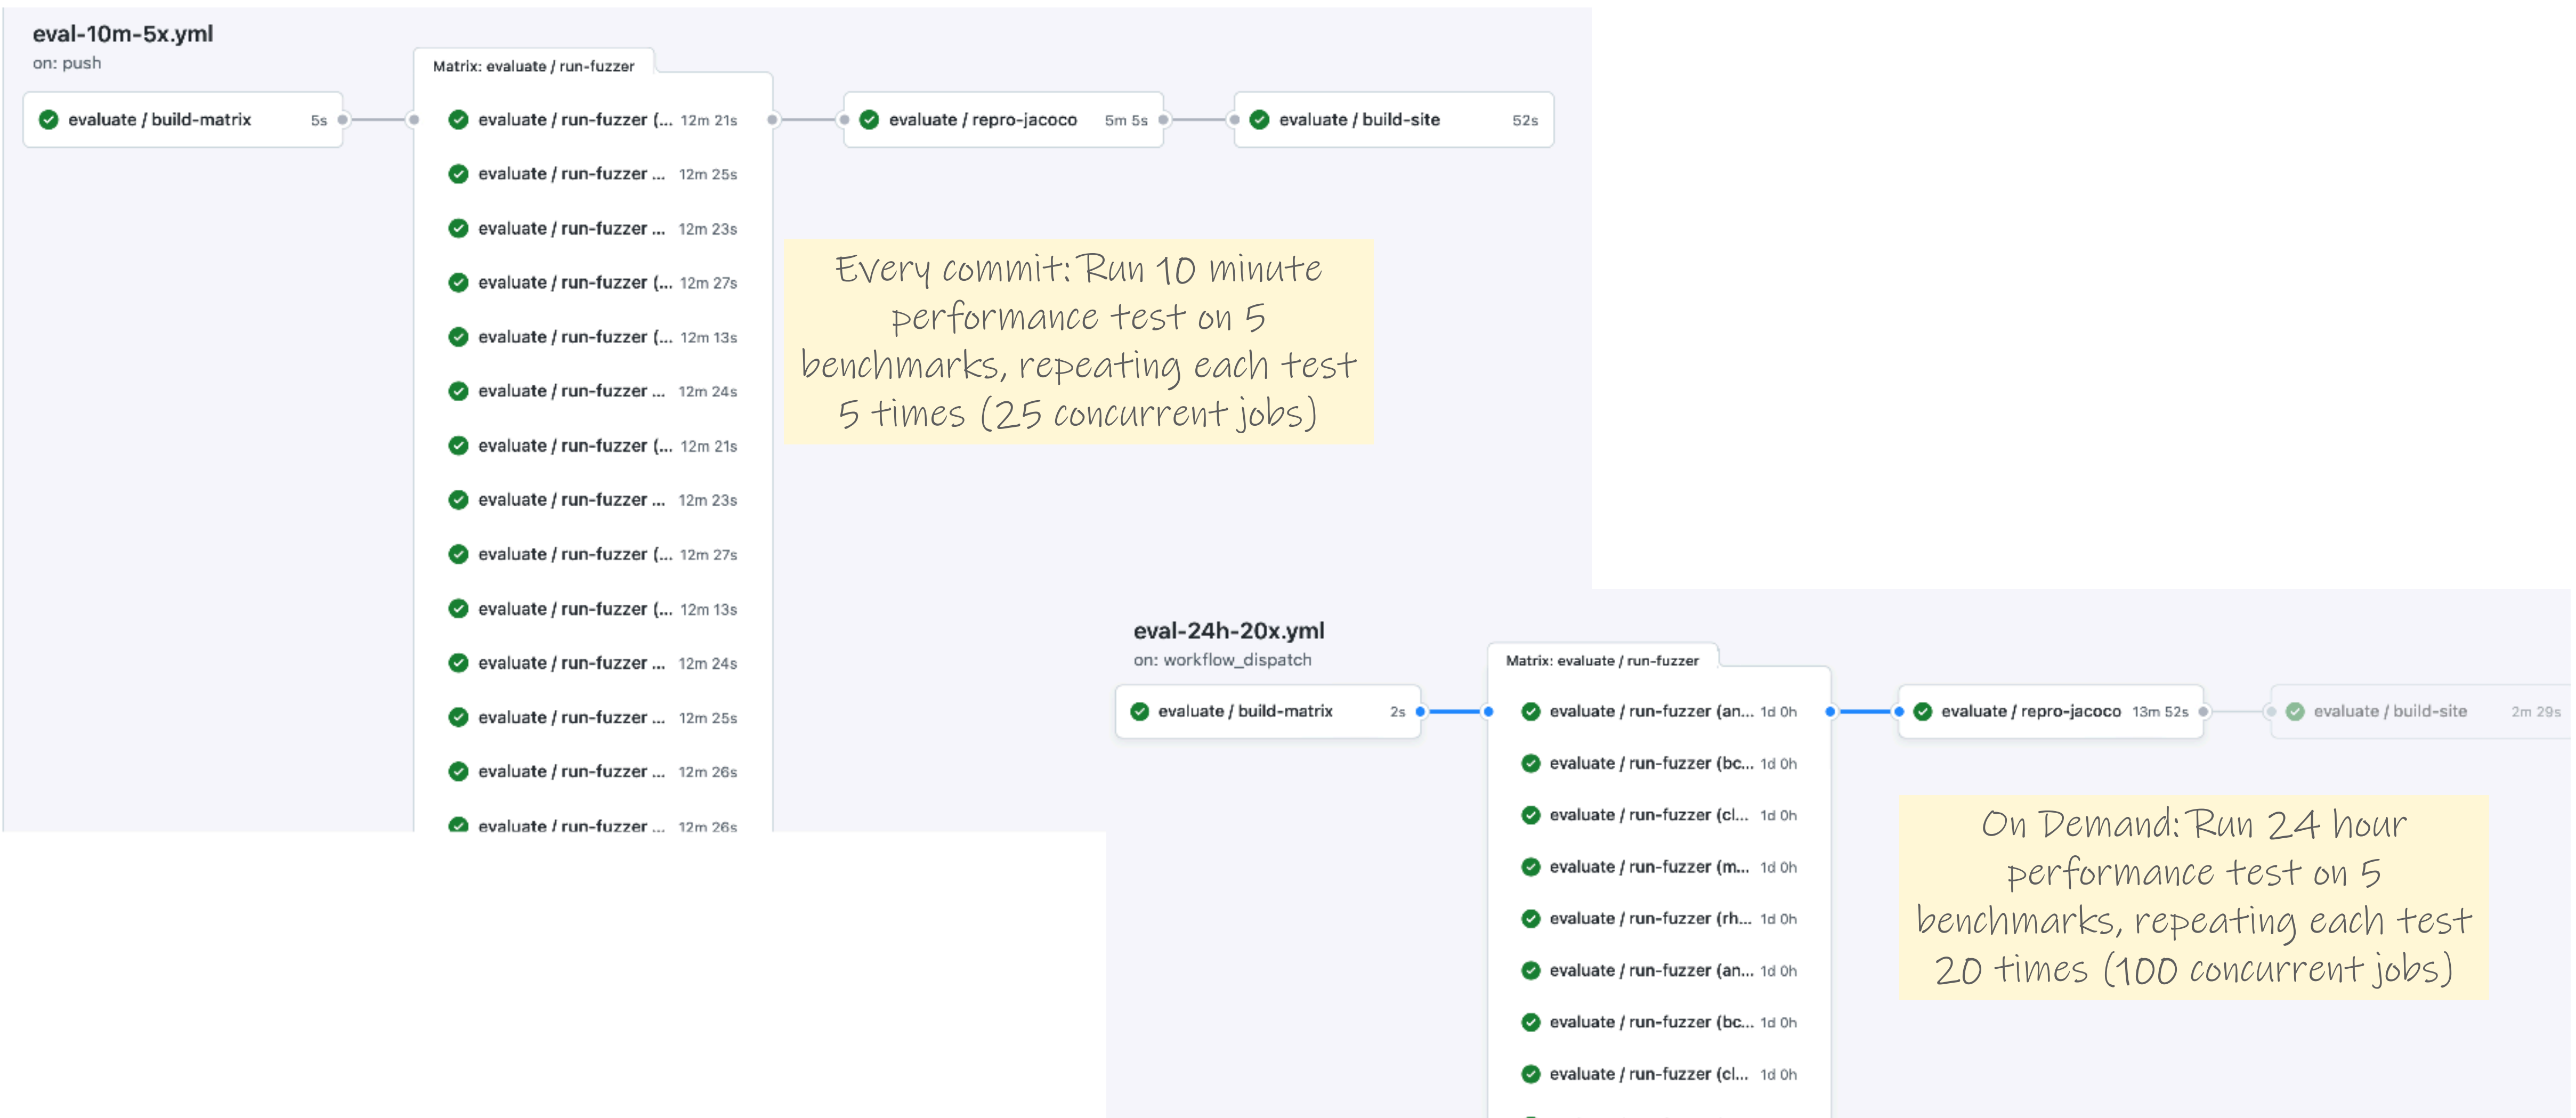 eval-10m-5x.yml
on: push
evaluate / build-matrix 5s
Matrix: evaluate / run-fuzzer
evaluate / run-fuzzer (... 12m 21s
evaluate / run-fuzzer ... 12m 25s
evaluate / run-fuzzer ... 12m 23s
evaluate / run-fuzzer (... 12m 27s
evaluate / run-fuzzer (... 12m 13s
evaluate / run-fuzzer ... 12m 24s
evaluate / run-fuzzer (... 12m 21s
evaluate / run-fuzzer ... 12m 23s
evaluate / run-fuzzer (... 12m 27s
evaluate / run-fuzzer (... 12m 13s
evaluate / run-fuzzer ... 12m 24s
evaluate / run-fuzzer ... 12m 25s
evaluate / run-fuzzer ... 12m 26s
evaluate / run-fuzzer ... 12m 26s
evaluate / repro-jacoco 5m 5s
evaluate / build-site 52s
Every commit: Run 10 minute
performance test on 5
benchmarks, repeating each test
5 times (25 concurrent jobs)
eval-24h-20x.yml
on: workflow_dispatch
evaluate / build-matrix 2s
Matrix: evaluate / run-fuzzer
evaluate / run-fuzzer (an... 1d 0h
evaluate / run-fuzzer (bc... 1d 0h
evaluate / run-fuzzer (cl... 1d 0h
evaluate / run-fuzzer (m... 1d 0h
evaluate / run-fuzzer (rh... 1d 0h
evaluate / run-fuzzer (an... 1d 0h
evaluate / run-fuzzer (bc... 1d 0h
evaluate / run-fuzzer (cl... 1d 0h
evaluate / repro-jacoco 13m 52s
evaluate / build-site 2m 29s
On Demand: Run 24 hour
performance test on 5
benchmarks, repeating each test
20 times (100 concurrent jobs)